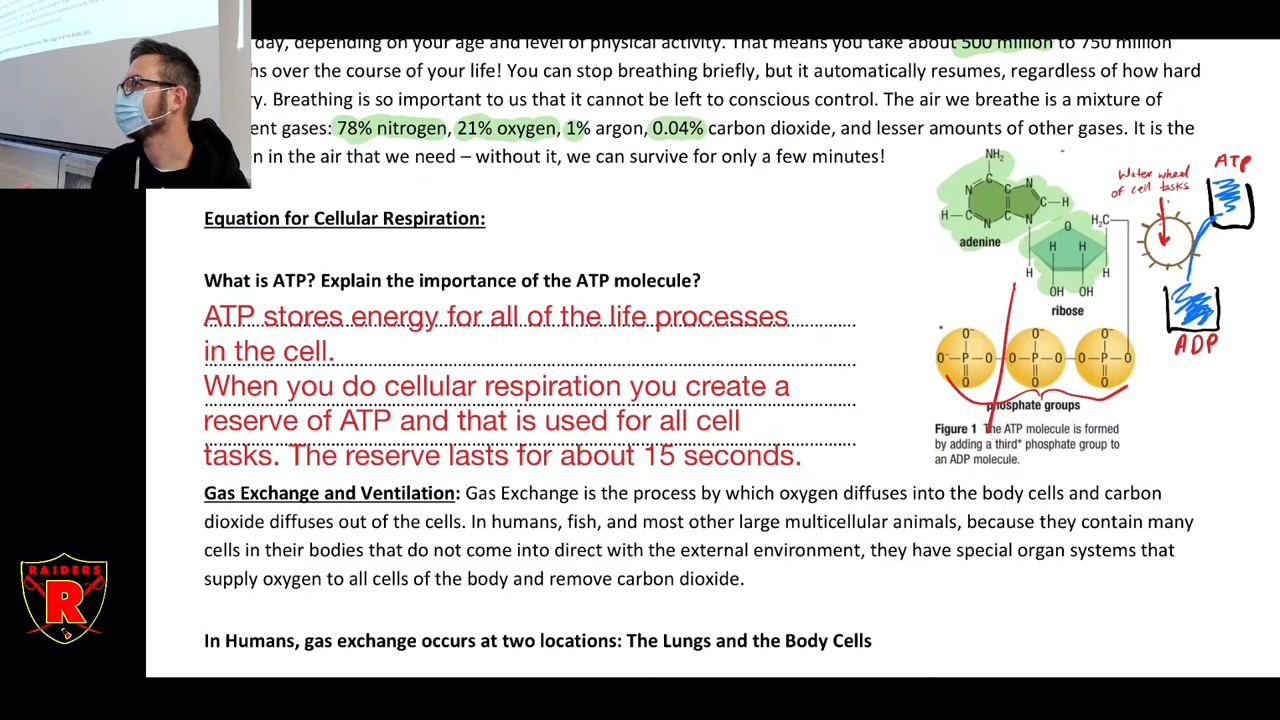 day, depending on your age and level of physical activity. That means you take about 500 million to 750 million
hs over the course of your life! You can stop breathing briefly, but it automatically resumes, regardless of how hard
ry. Breathing is so important to us that it cannot be left to conscious control. The air we breathe is a mixture of
ent gases: 78% nitrogen, 21% oxygen, 1% argon, 0.04% carbon dioxide, and lesser amounts of other gases. It is the
en in the air that we need – without it, we can survive for only a few minutes!
Equation for Cellular Respiration:
What is ATP? Explain the importance of the ATP molecule?
ATP stores energy for all of the life processes
in the cell.
When you do cellular respiration you create a
reserve of ATP and that is used for all cell
tasks. The reserve lasts for about 15 seconds.
NH₂
C
N
N
C
C—H
H—C
N
C
N
adenine
O
H₂C
H
H
H
H
OH
OH
ribose
O⁻
O⁻
O⁻
O⁻—P—O—O—P—O—O—P—O
O
O
O
phosphate groups
Figure 1 The ATP molecule is formed
by adding a third* phosphate group to
an ADP molecule.
Water wheel
of cell tasks
ATP
ADP
Gas Exchange and Ventilation: Gas Exchange is the process by which oxygen diffuses into the body cells and carbon
dioxide diffuses out of the cells. In humans, fish, and most other large multicellular animals, because they contain many
cells in their bodies that do not come into direct with the external environment, they have special organ systems that
supply oxygen to all cells of the body and remove carbon dioxide.
In Humans, gas exchange occurs at two locations: The Lungs and the Body Cells
RAIDERS
R